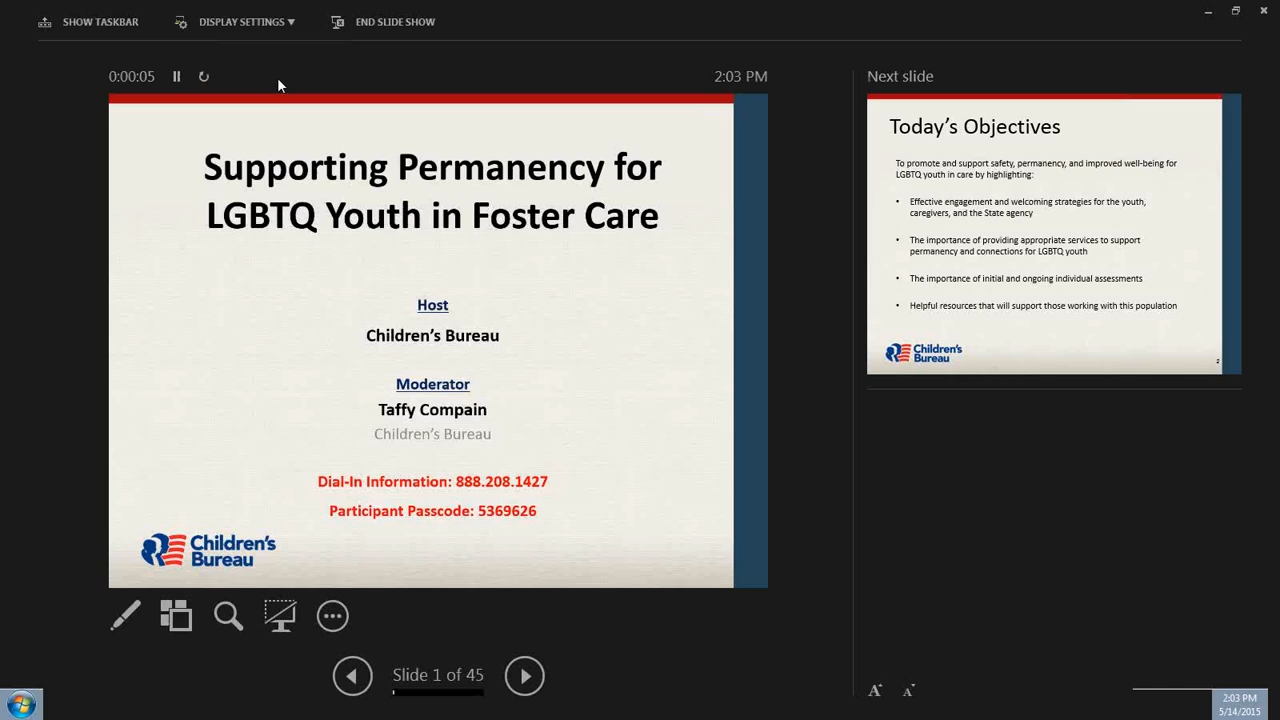 SHOW TASKBAR
DISPLAY SETTINGS ▼
END SLIDE SHOW
0:00:05
2:03 PM
Supporting Permanency for
LGBTQ Youth in Foster Care
Host
Children's Bureau
Moderator
Taffy Compain
Children's Bureau
Dial-In Information: 888.208.1427
Participant Passcode: 5369626
Children's
Bureau
Slide 1 of 45
Next slide
Today's Objectives
To promote and support safety, permanency, and improved well-being for
LGBTQ youth in care by highlighting:
• Effective engagement and welcoming strategies for the youth,
caregivers, and the State agency
• The importance of providing appropriate services to support
permanency and connections for LGBTQ youth
• The importance of initial and ongoing individual assessments
• Helpful resources that will support those working with this population
Children's
Bureau
2
A A
2:03 PM
5/14/2015